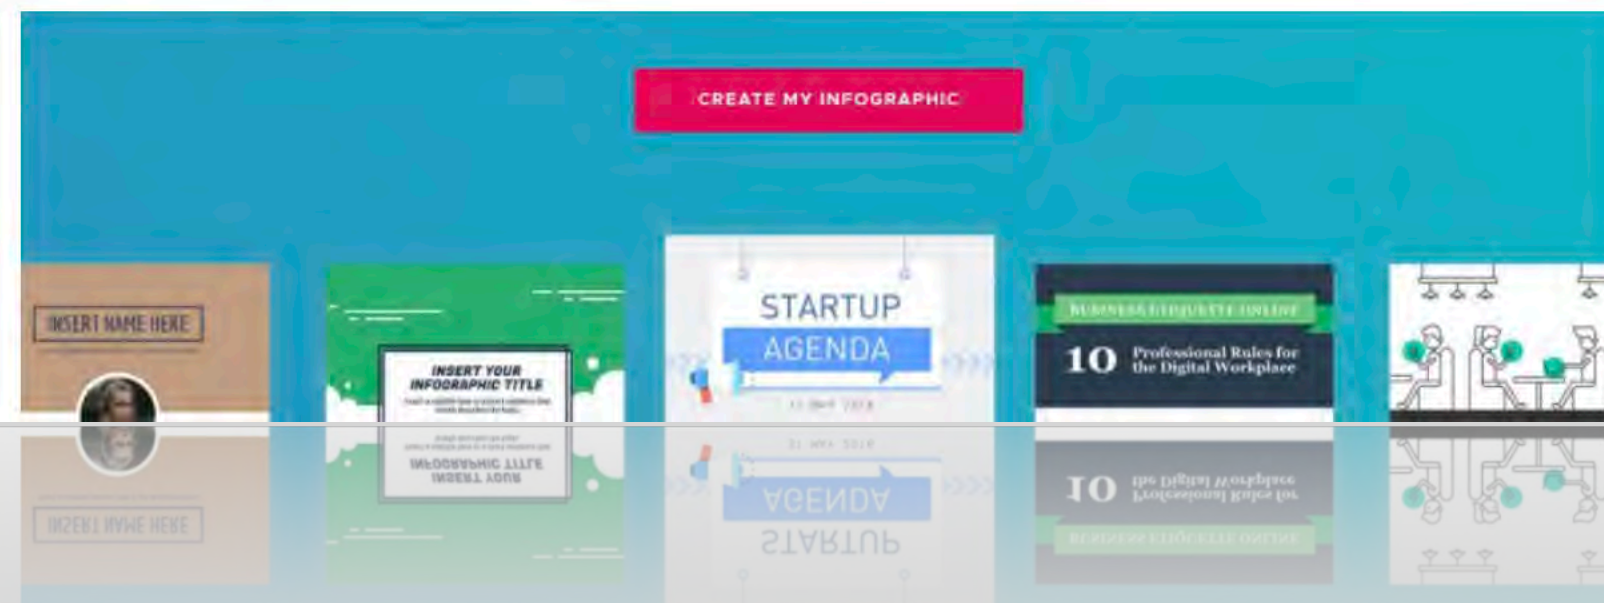 CREATE MY INFOGRAPHIC
INSERT NAME HERE
INSERT YOUR
INFOGRAPHIC TITLE
STARTUP
AGENDA
BUSINESS ETIQUETTE ONLINE
10 Professional Rules for
the Digital Workplace